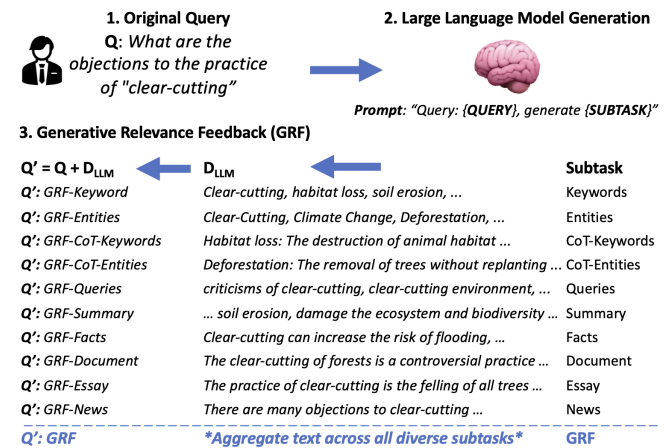 1. Original Query
Q: What are the
objections to the practice
of "clear-cutting”
2. Large Language Model Generation
Prompt: “Query: {QUERY}, generate {SUBTASK}”
3. Generative Relevance Feedback (GRF)
Q’ = Q + DLLM DLLM Subtask
Q’: GRF-Keyword Clear-cutting, habitat loss, soil erosion, ... Keywords
Q’: GRF-Entities Clear-Cutting, Climate Change, Deforestation, ... Entities
Q’: GRF-CoT-Keywords Habitat loss: The destruction of animal habitat ... CoT-Keywords
Q’: GRF-CoT-Entities Deforestation: The removal of trees without replanting ... CoT-Entities
Q’: GRF-Queries criticisms of clear-cutting, clear-cutting environment, ... Queries
Q’: GRF-Summary ... soil erosion, damage the ecosystem and biodiversity ... Summary
Q’: GRF-Facts Clear-cutting can increase the risk of flooding, ... Facts
Q’: GRF-Document The clear-cutting of forests is a controversial practice ... Document
Q’: GRF-Essay The practice of clear-cutting is the felling of all trees ... Essay
Q’: GRF-News There are many objections to clear-cutting ... News
Q’: GRF *Aggregate text across all diverse subtasks* GRF